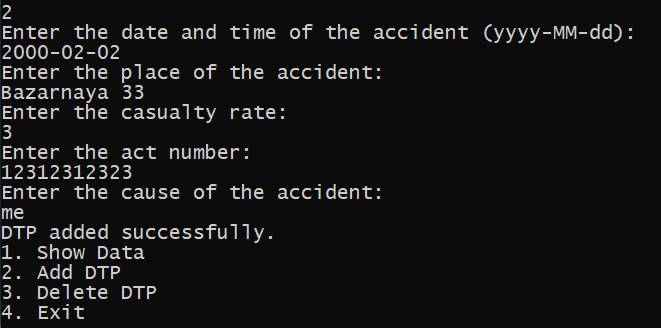 2
Enter the date and time of the accident (yyyy-MM-dd):
2000-02-02
Enter the place of the accident:
Bazarnaya 33
Enter the casualty rate:
3
Enter the act number:
12312312323
Enter the cause of the accident:
me
DTP added successfully.
1. Show Data
2. Add DTP
3. Delete DTP
4. Exit